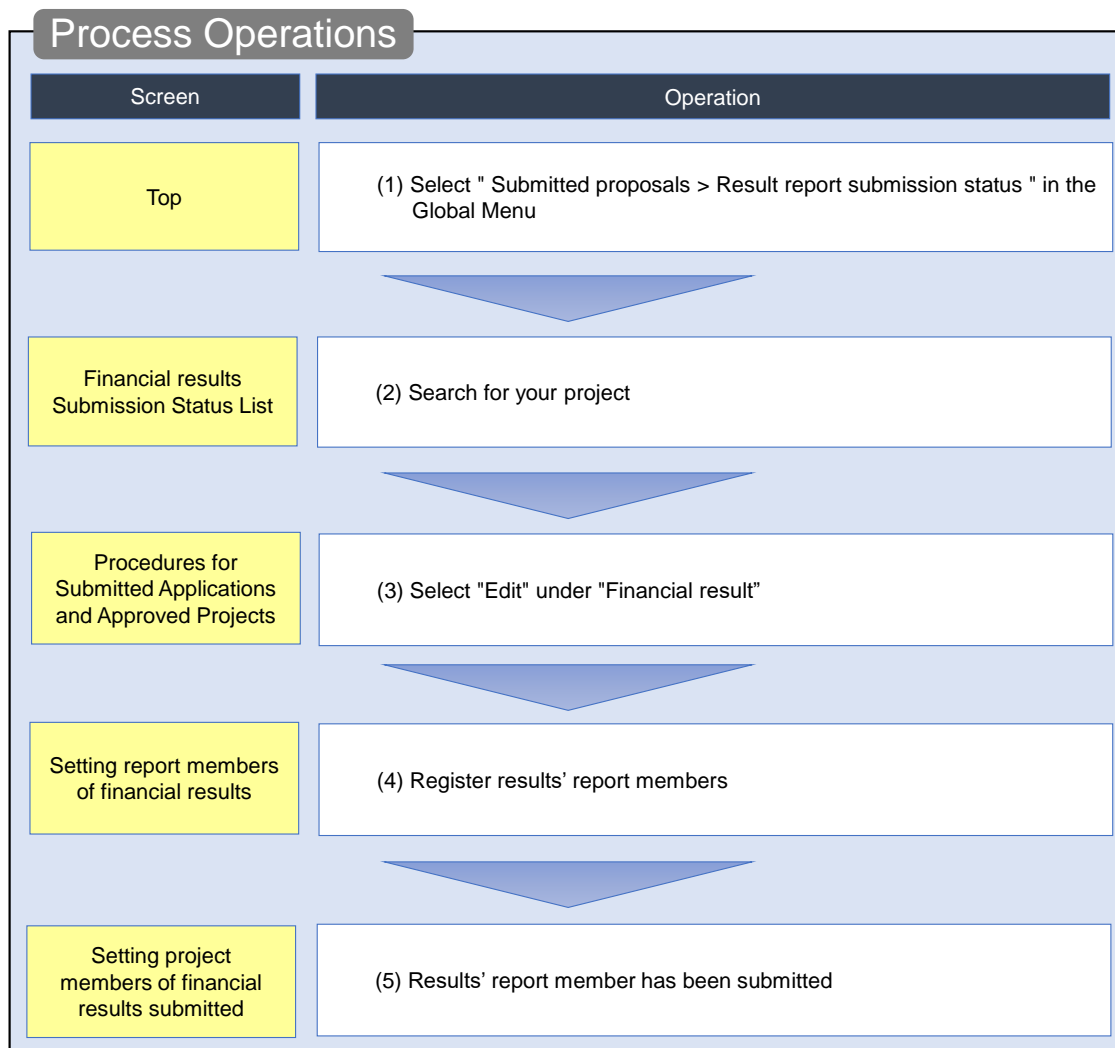 Process Operations
Screen
Operation
Top
(1) Select " Submitted proposals > Result report submission status " in the
Global Menu
Financial results
Submission Status List
(2) Search for your project
Procedures for
Submitted Applications
and Approved Projects
(3) Select "Edit" under "Financial result”
Setting report members
of financial results
(4) Register results’ report members
Setting project
members of financial
results submitted
(5) Results’ report member has been submitted